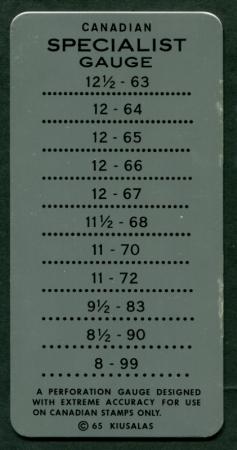 CANADIAN
SPECIALIST
GAUGE
12½ - 63
12 - 64
12 - 65
12 - 66
12 - 67
11½ - 68
11 - 70
11 - 72
9½ - 83
8½ - 90
8 - 99
A PERFORATION GAUGE DESIGNED
WITH EXTREME ACCURACY FOR USE
ON CANADIAN STAMPS ONLY.
© 65 KIUSALAS